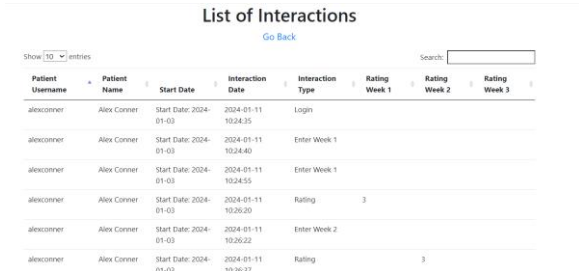 List of Interactions
Go Back
Show 10 entries Search:
Patient Username Patient Name Start Date Interaction Date Interaction Type Rating Week 1 Rating Week 2 Rating Week 3
alexconner Alex Conner Start Date: 2024-01-03 2024-01-11 10:24:35 Login
alexconner Alex Conner Start Date: 2024-01-03 2024-01-11 10:24:40 Enter Week 1
alexconner Alex Conner Start Date: 2024-01-03 2024-01-11 10:24:55 Enter Week 1
alexconner Alex Conner Start Date: 2024-01-03 2024-01-11 10:26:20 Rating 3
alexconner Alex Conner Start Date: 2024-01-03 2024-01-11 10:26:22 Enter Week 2
alexconner Alex Conner Start Date: 2024-01-03 2024-01-11 Rating 3